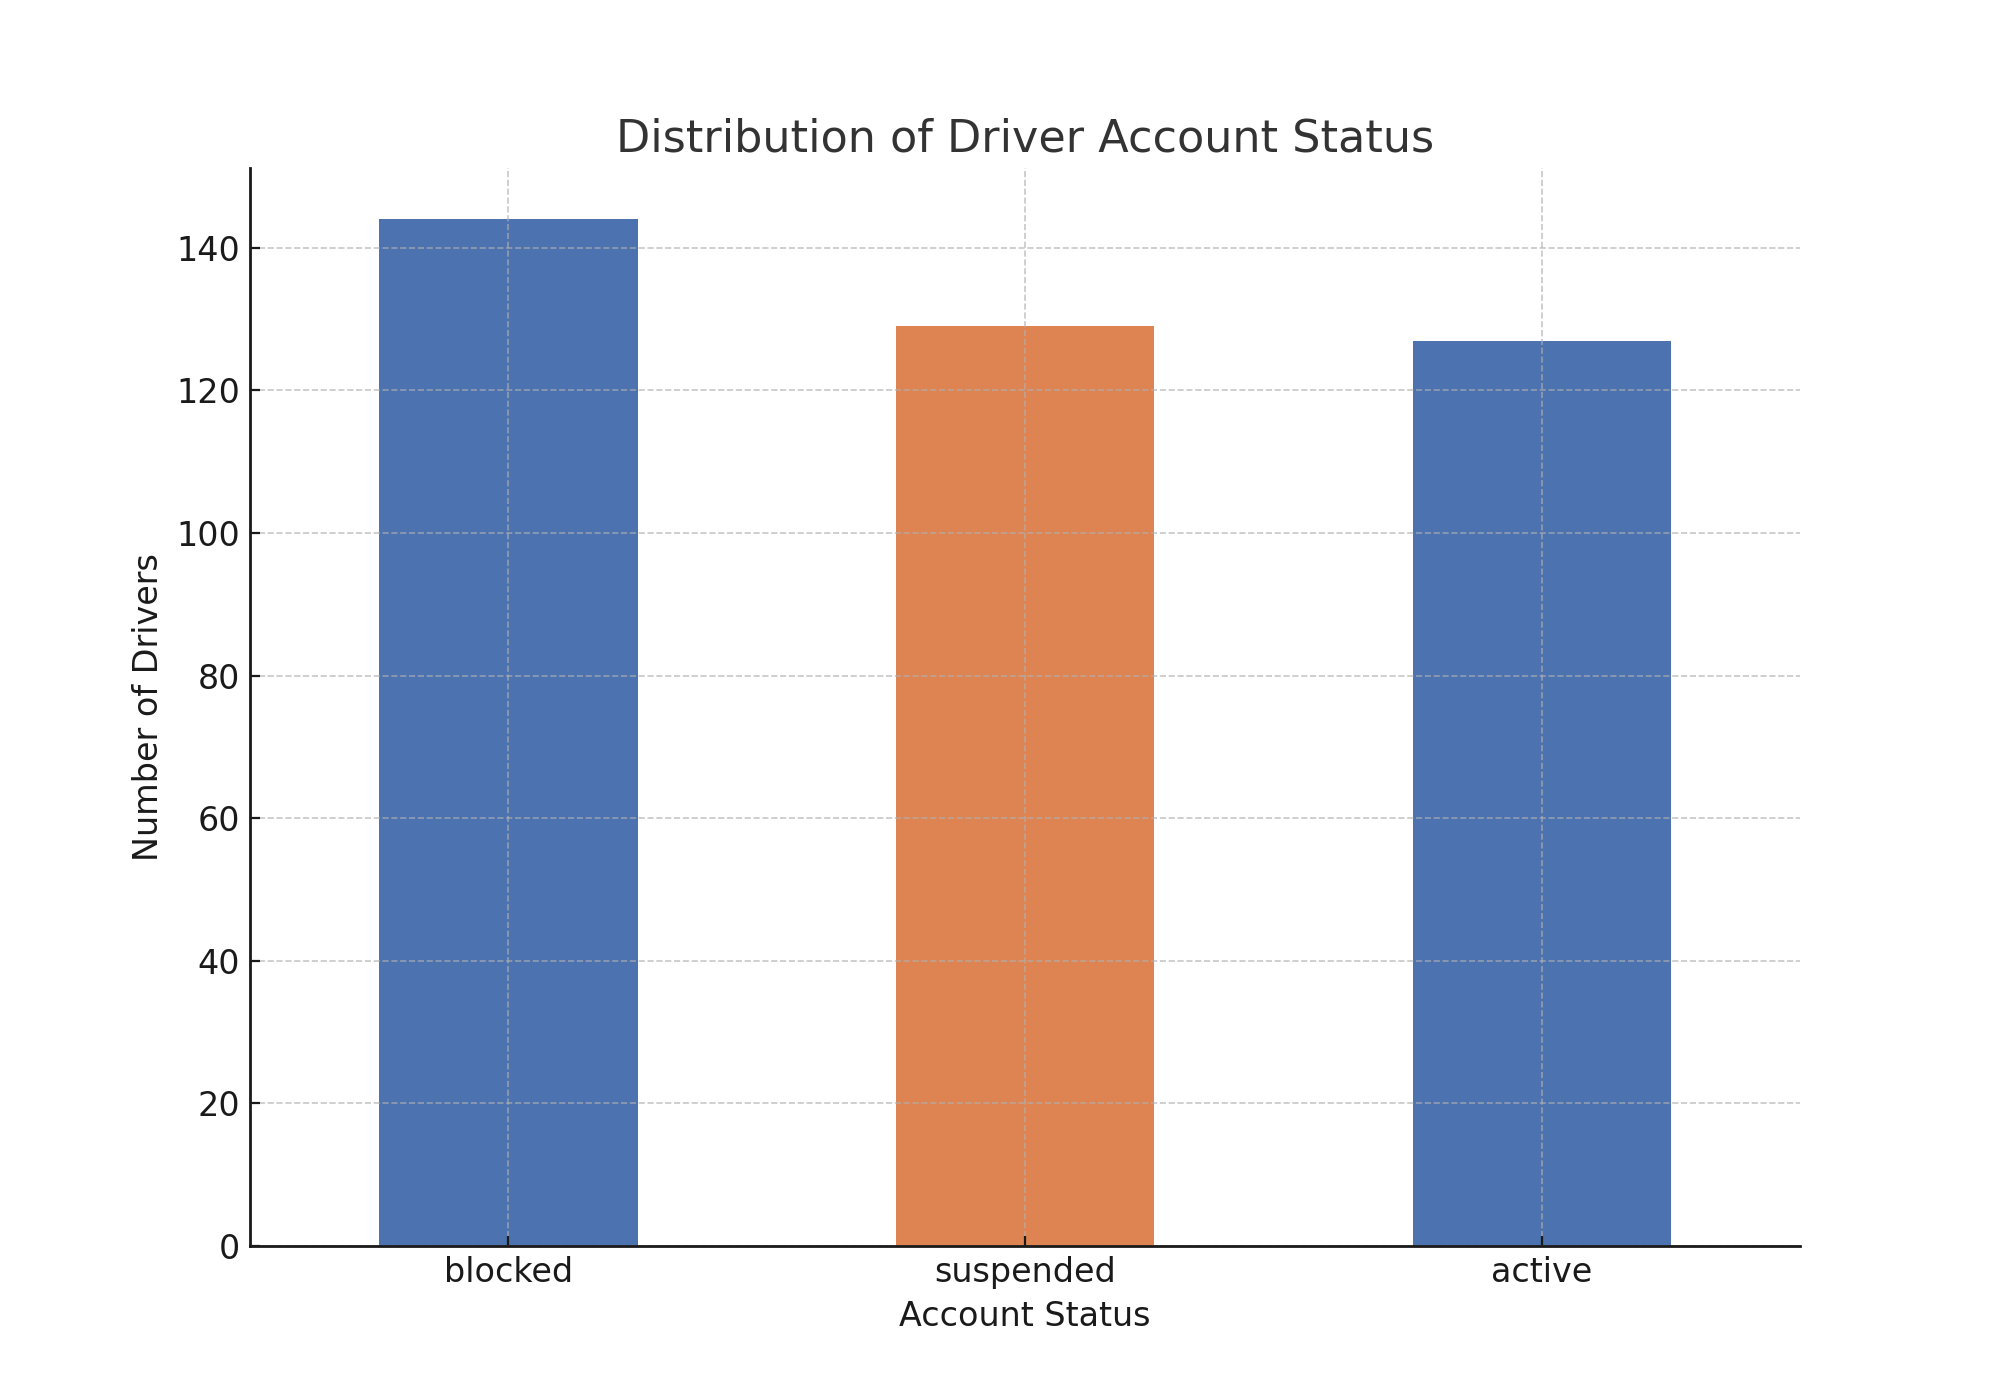 Distribution of Driver Account Status
Number of Drivers
140
120
100
80
60
40
20
0
blocked suspended active
Account Status